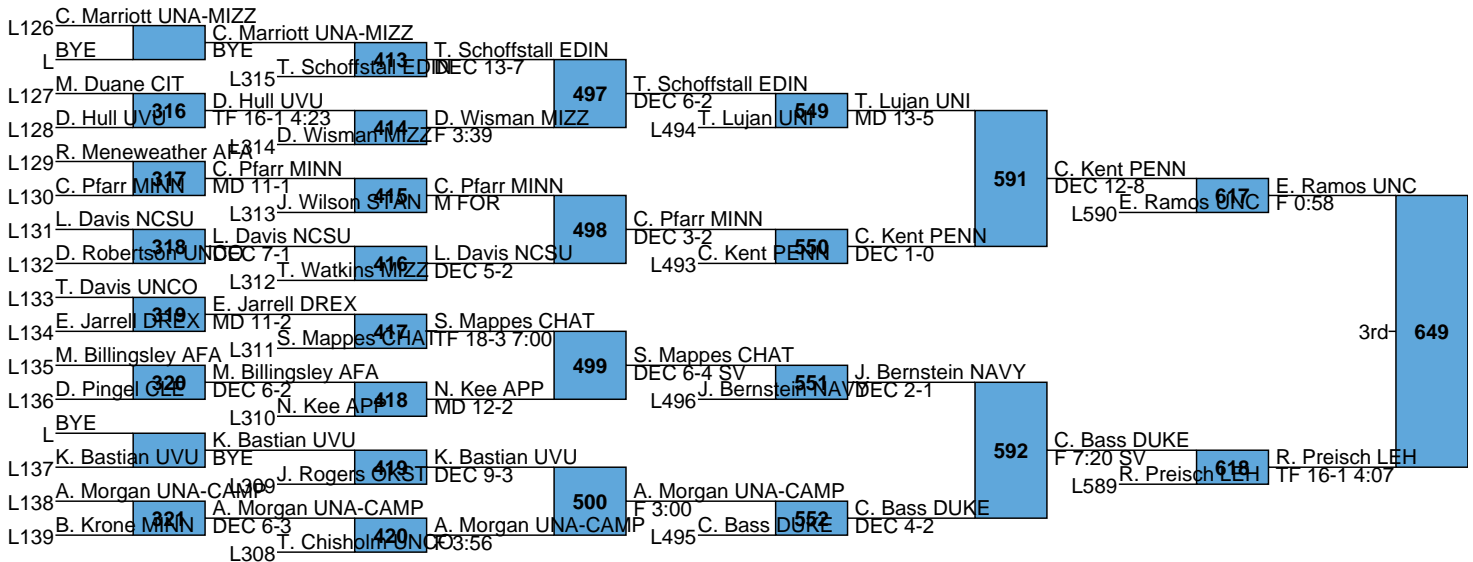 L126 C. Marriott UNA-MIZZ
L BYE
C. Marriott UNA-MIZZ
BYE
L127 M. Duane CIT
316
L128 D. Hull UVU
D. Hull UVU
TF 16-1 4:23
L129 R. Meneweather AFA
317
L130 C. Pfarr MINN
C. Pfarr MINN
MD 11-1
L131 L. Davis NCSU
318
L132 D. Robertson UNCO
L. Davis NCSU
DEC 7-1
L133 T. Davis UNCO
319
L134 E. Jarrell DREX
E. Jarrell DREX
MD 11-2
L135 M. Billingsley AFA
320
L136 D. Pingel CLE
M. Billingsley AFA
DEC 6-2
L BYE
L137 K. Bastian UVU
K. Bastian UVU
BYE
L138 A. Morgan UNA-CAMP
321
L139 B. Krone MINN
A. Morgan UNA-CAMP
DEC 6-3
413
L315 T. Schoffstall EDIN
T. Schoffstall EDIN
DEC 13-7
414
L314 D. Wisman MIZZ
D. Wisman MIZZ
F 3:39
415
L313 J. Wilson STAN
C. Pfarr MINN
M FOR
416
L312 T. Watkins MIZZ
L. Davis NCSU
DEC 5-2
417
L311 S. Mappes CHAT
S. Mappes CHAT
TF 18-3 7:00
418
L310 N. Kee APP
N. Kee APP
MD 12-2
419
L309 J. Rogers OKST
K. Bastian UVU
DEC 9-3
420
L308 T. Chisholm UNCO
A. Morgan UNA-CAMP
F 3:56
497
T. Schoffstall EDIN
DEC 6-2
498
C. Pfarr MINN
DEC 3-2
499
S. Mappes CHAT
DEC 6-4 SV
500
A. Morgan UNA-CAMP
F 3:00
549
L494 T. Lujan UNI
T. Lujan UNI
MD 13-5
550
L493 C. Kent PENN
C. Kent PENN
DEC 1-0
551
L496 J. Bernstein NAVY
J. Bernstein NAVY
DEC 2-1
552
L495 C. Bass DUKE
C. Bass DUKE
DEC 4-2
591
C. Kent PENN
DEC 12-8
592
C. Bass DUKE
F 7:20 SV
617
L590 E. Ramos UNC
E. Ramos UNC
F 0:58
618
L589 R. Preisch LEH
R. Preisch LEH
TF 16-1 4:07
3rd
649